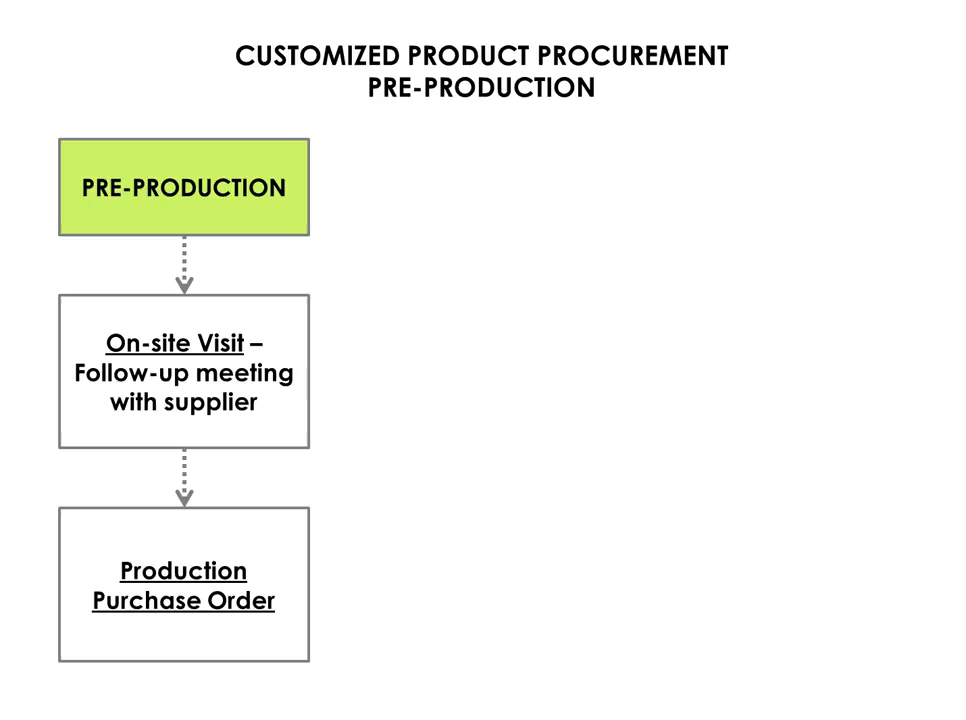 CUSTOMIZED PRODUCT PROCUREMENT
PRE-PRODUCTION
PRE-PRODUCTION
On-site Visit –
Follow-up meeting
with supplier
Production
Purchase Order